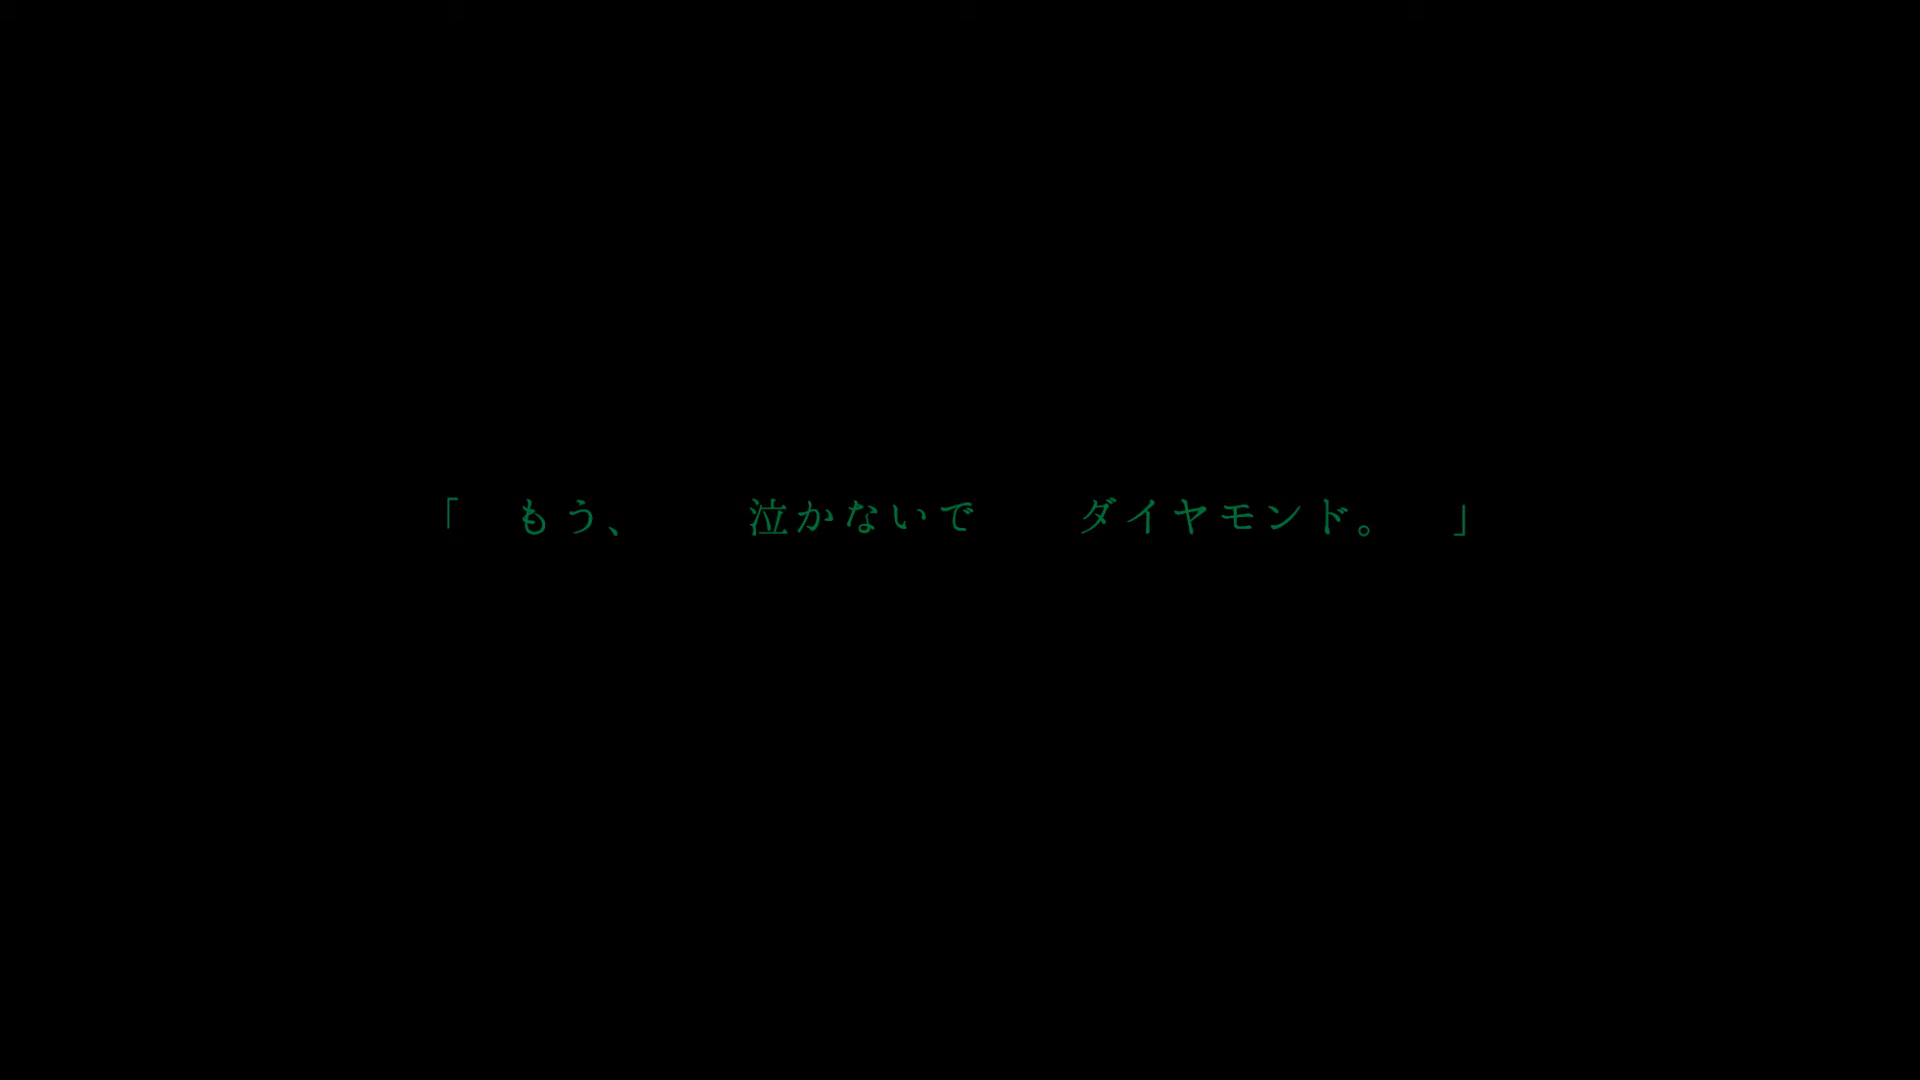 「　もう、　　泣かないで　　ダイヤモンド。　」